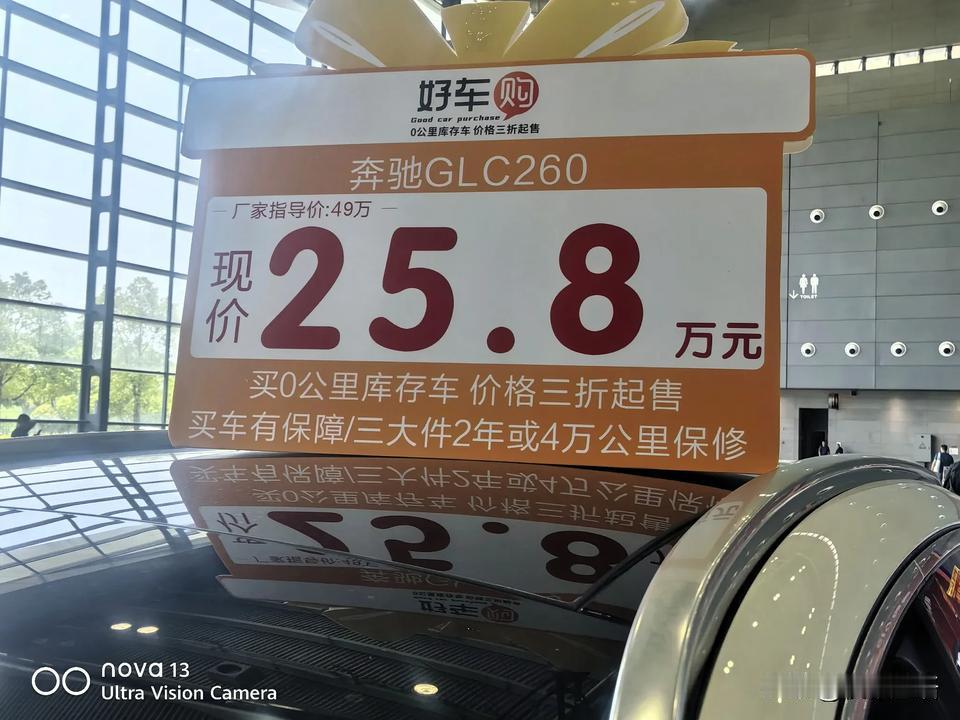 好车购
Good car purchase
0公里库存车 价格三折起售
奔驰GLC260
厂家指导价:49万
现价 25.8 万元
买0公里库存车 价格三折起售
买车有保障/三大件2年或4万公里保修
TOILET
nova 13
Ultra Vision Camera